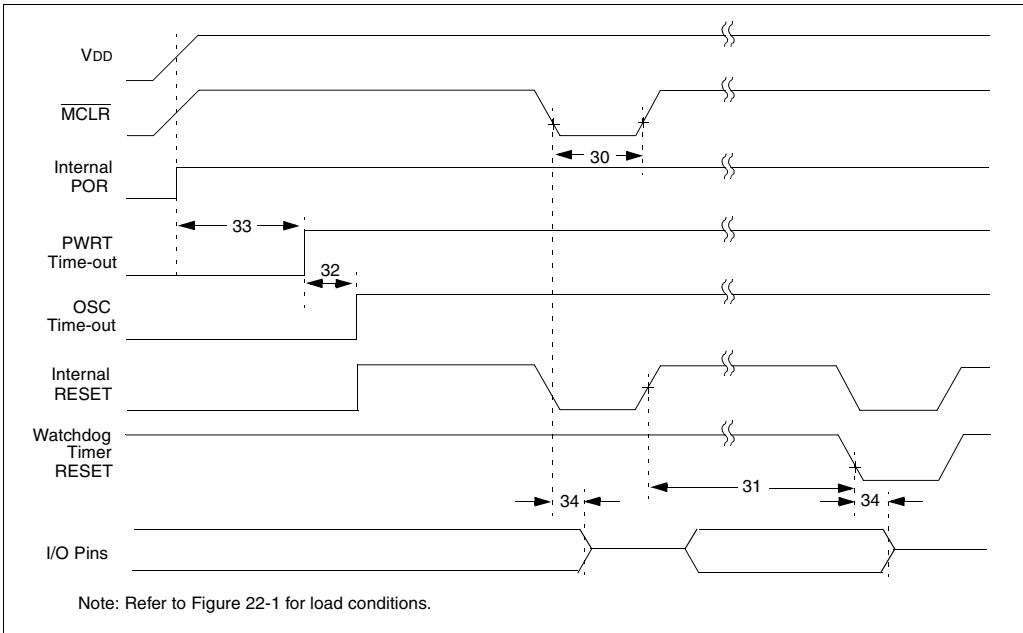 VDD
MCLR
30
Internal
POR
33
PWRT
Time-out
32
OSC
Time-out
Internal
RESET
Watchdog
Timer
RESET
31
34
34
I/O Pins
Note: Refer to Figure 22-1 for load conditions.